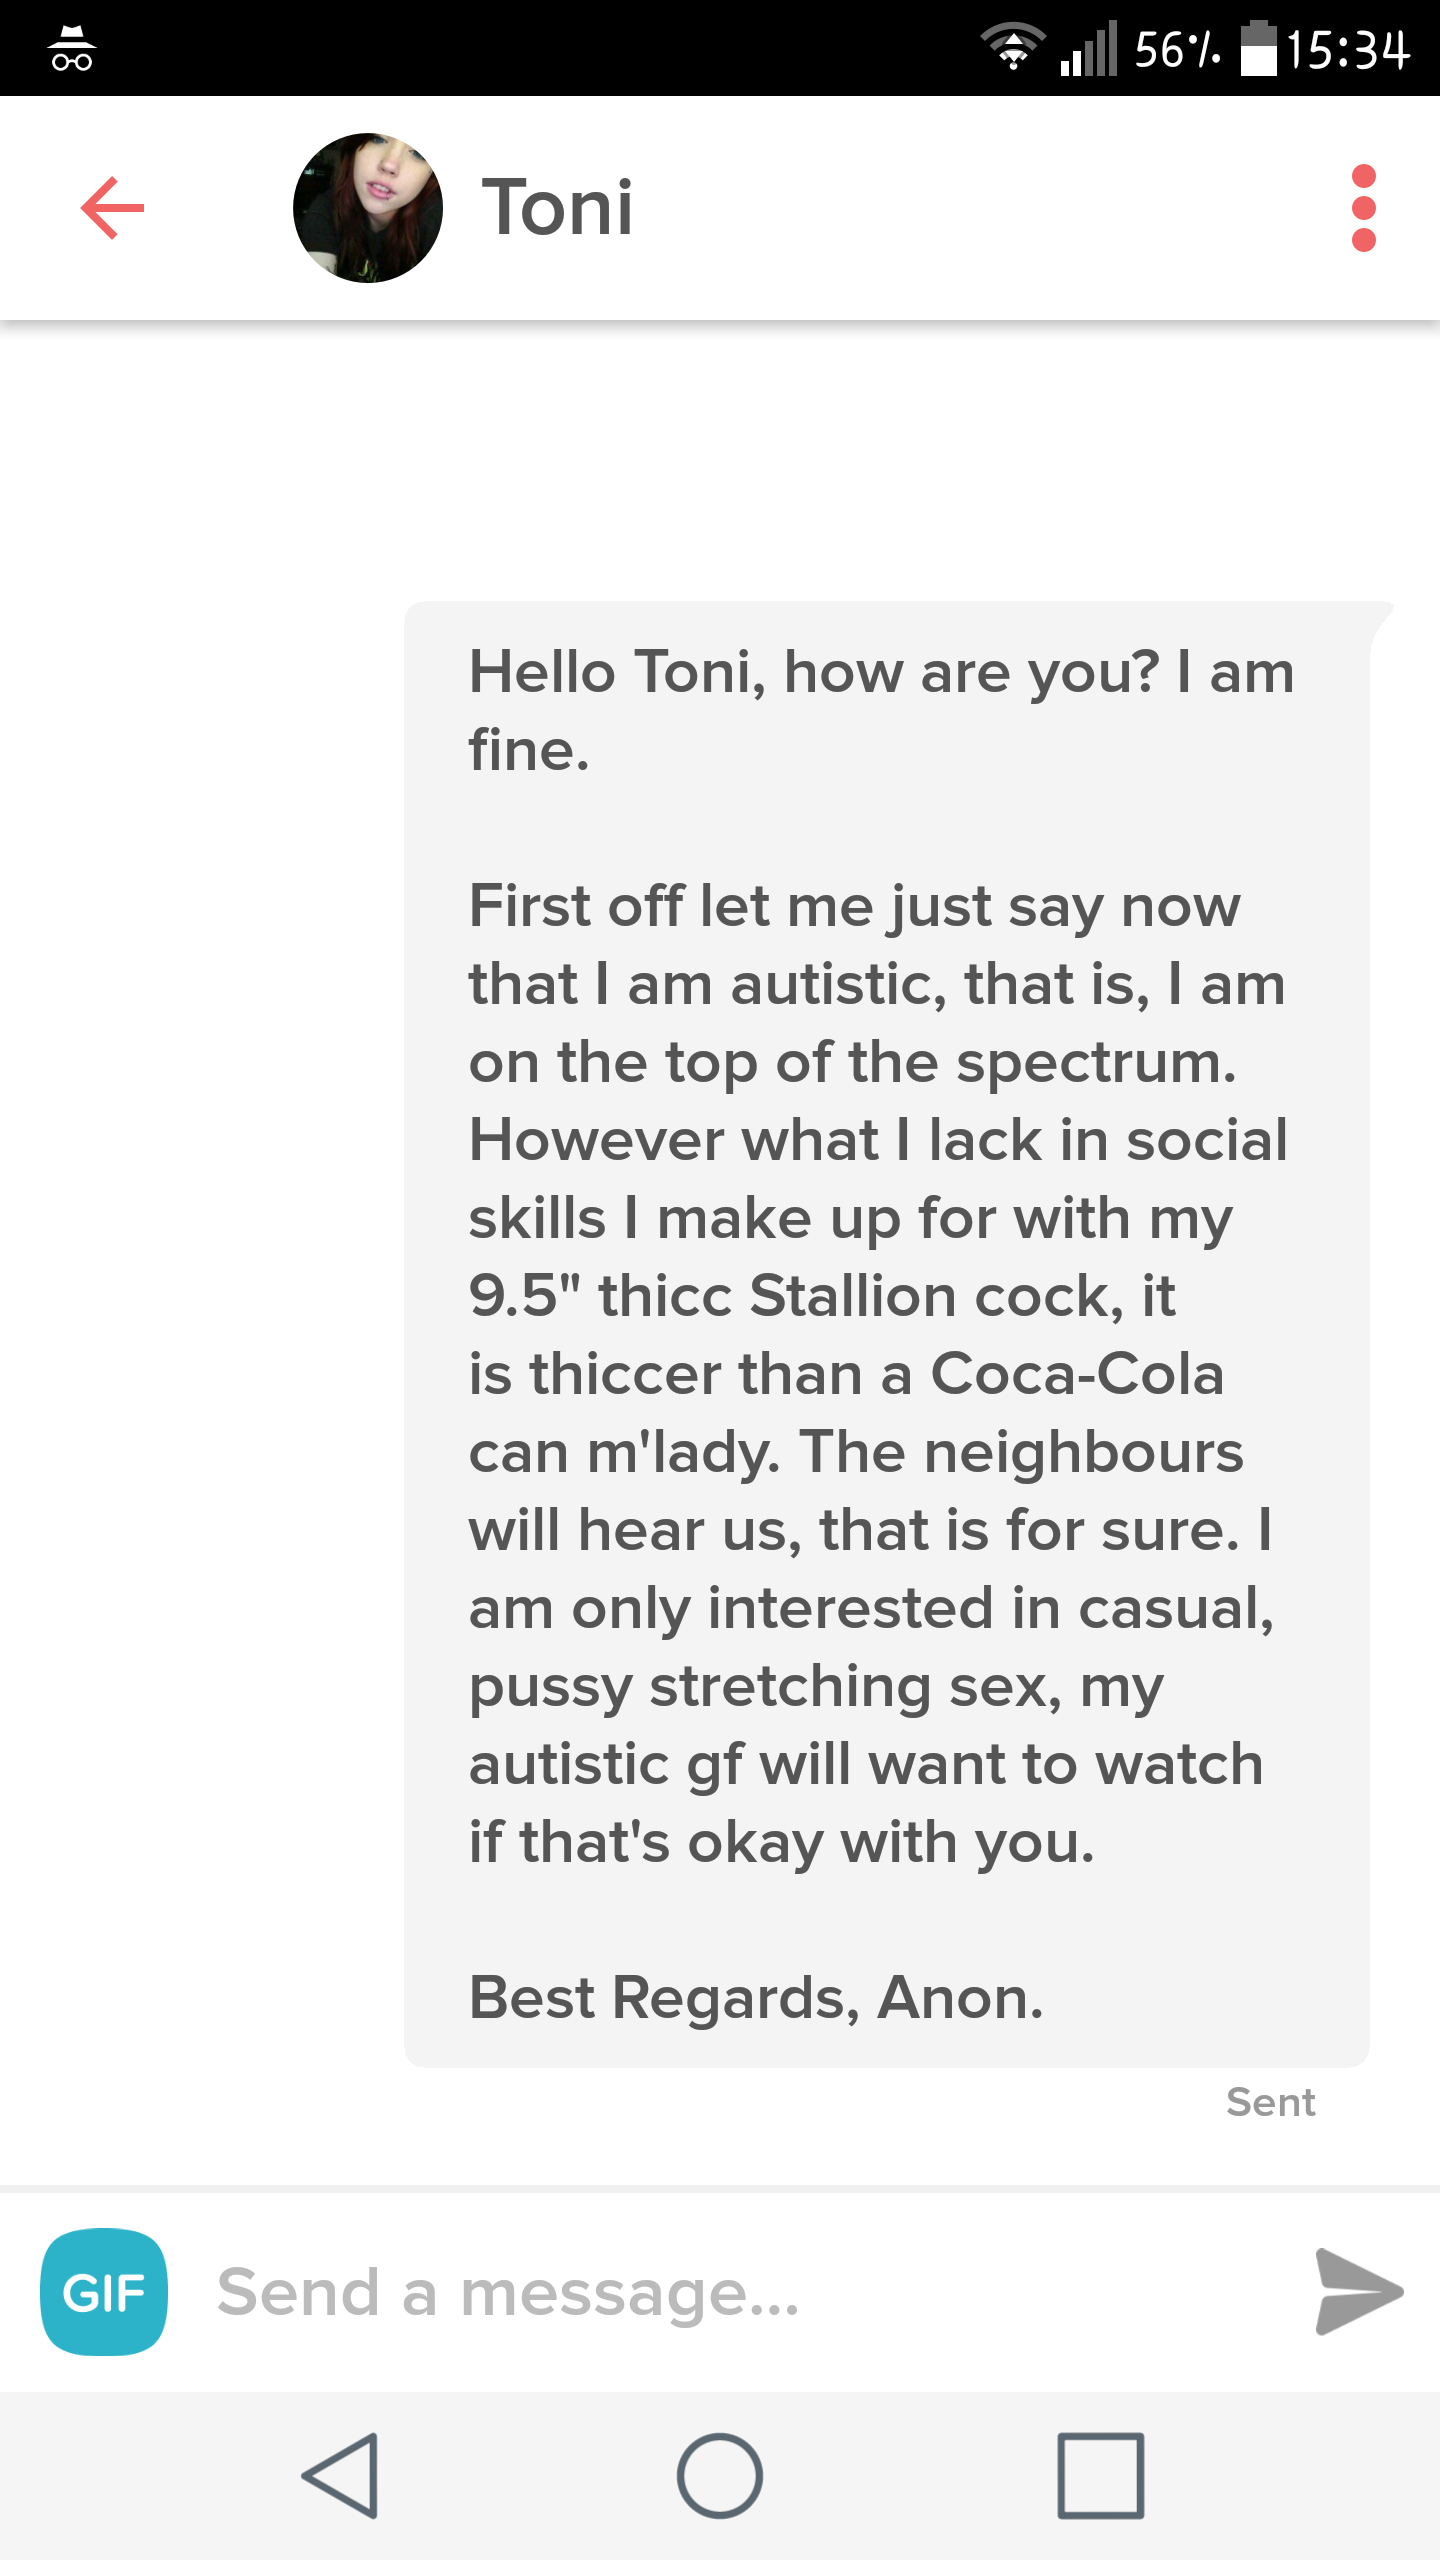 56% 15:34
Toni
Hello Toni, how are you? I am
fine.
First off let me just say now
that I am autistic, that is, I am
on the top of the spectrum.
However what I lack in social
skills I make up for with my
9.5" thicc Stallion cock, it
is thiccer than a Coca-Cola
can m'lady. The neighbours
will hear us, that is for sure. I
am only interested in casual,
pussy stretching sex, my
autistic gf will want to watch
if that's okay with you.
Best Regards, Anon.
Sent
GIF Send a message...